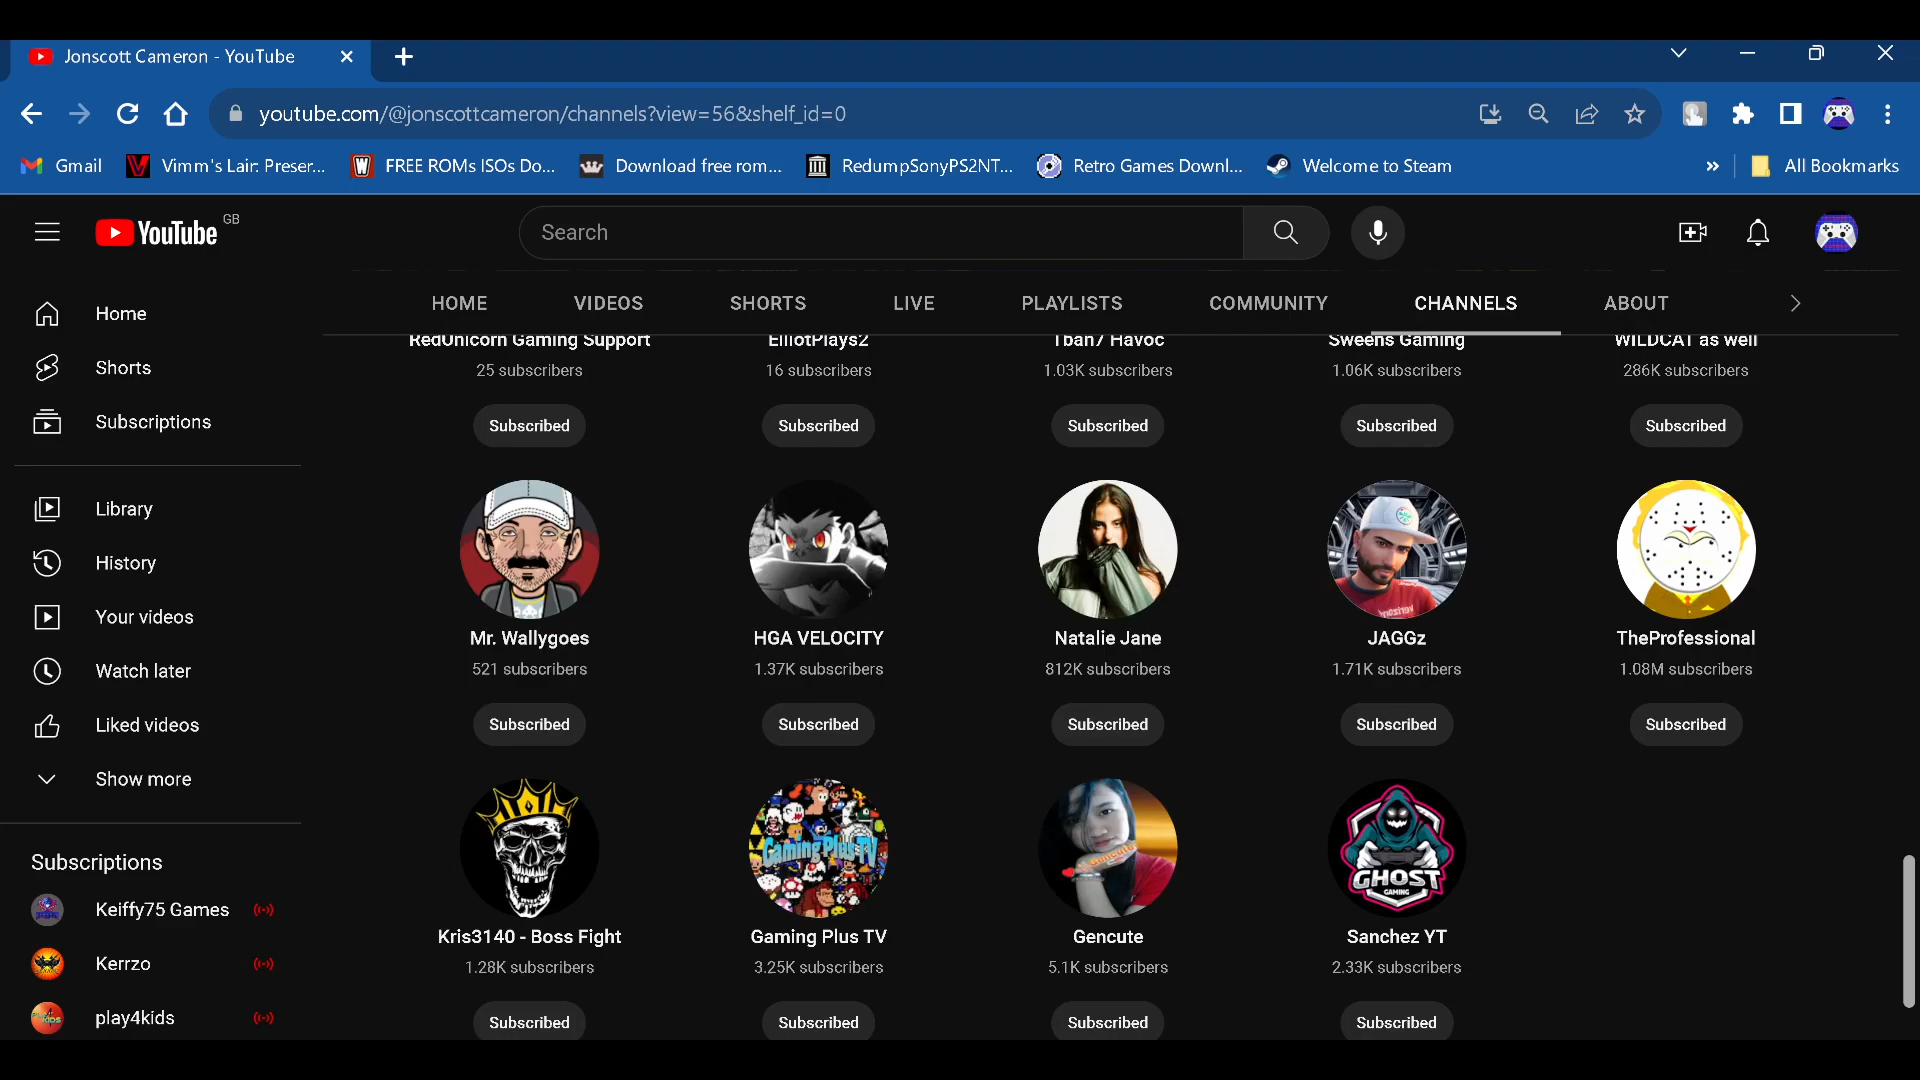 Jonscott Cameron - YouTube
youtube.com/@jonscottcameron/channels?view=56&shelf_id=0
Gmail Vimm's Lair: Preser... FREE ROMs ISOs Do... Download free rom... RedumpSonyPS2NT... Retro Games Downl... Welcome to Steam » All Bookmarks
YouTube GB
Search
Home
Shorts
Subscriptions
Library
History
Your videos
Watch later
Liked videos
Show more
Subscriptions
Keiffy75 Games
Kerrzo
play4kids
HOME VIDEOS SHORTS LIVE PLAYLISTS COMMUNITY CHANNELS ABOUT
RedUnicorn Gaming Support ElliotPlays2 Tban7 Havoc Sweens Gaming WILDCAT as well
25 subscribers 16 subscribers 1.03K subscribers 1.06K subscribers 286K subscribers
Subscribed Subscribed Subscribed Subscribed Subscribed
verizon
Mr. Wallygoes HGA VELOCITY Natalie Jane JAGGz TheProfessional
521 subscribers 1.37K subscribers 812K subscribers 1.71K subscribers 1.08M subscribers
Subscribed Subscribed Subscribed Subscribed Subscribed
Gaming Plus TV
Gencute
GHOST
GAMING
Kris3140 - Boss Fight Gaming Plus TV Gencute Sanchez YT
1.28K subscribers 3.25K subscribers 5.1K subscribers 2.33K subscribers
Subscribed Subscribed Subscribed Subscribed